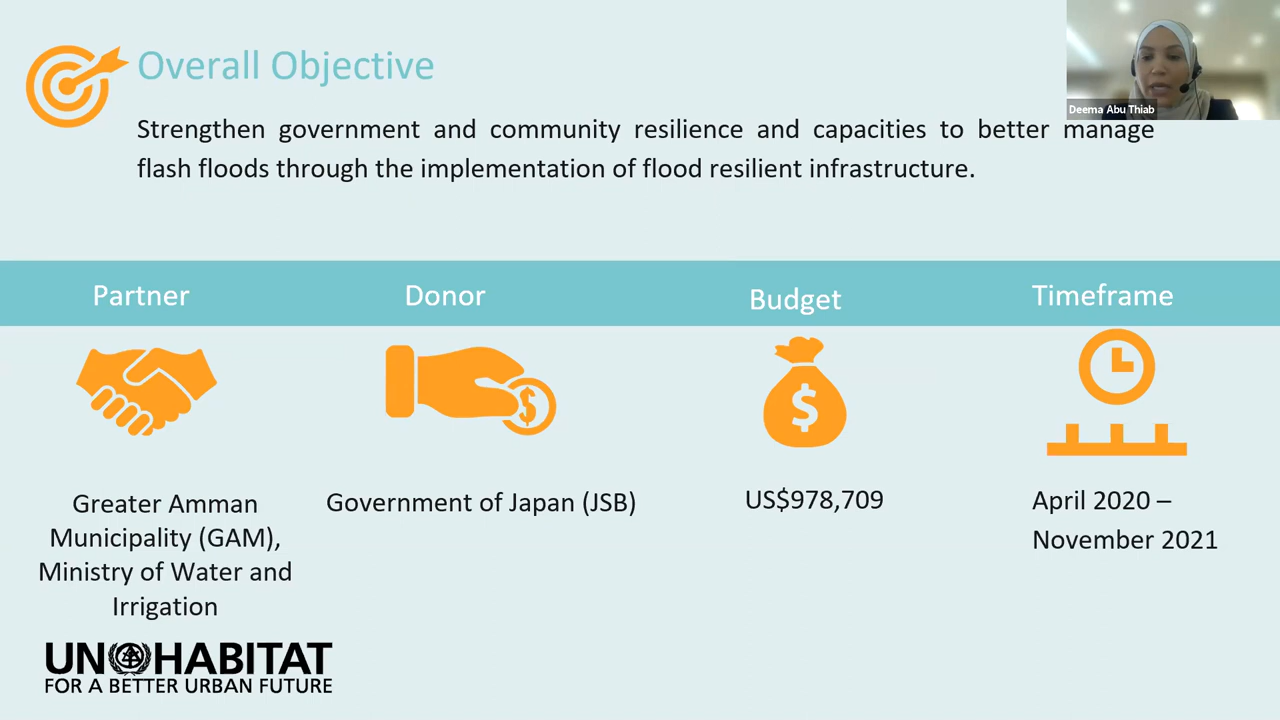 Overall Objective
Deema Abu Thiab
Strengthen government and community resilience and capacities to better manage
flash floods through the implementation of flood resilient infrastructure.
Partner
Donor
Budget
Timeframe
$
$
Greater Amman
Municipality (GAM),
Ministry of Water and
Irrigation
Government of Japan (JSB)
US$978,709
April 2020 –
November 2021
UN HABITAT
FOR A BETTER URBAN FUTURE